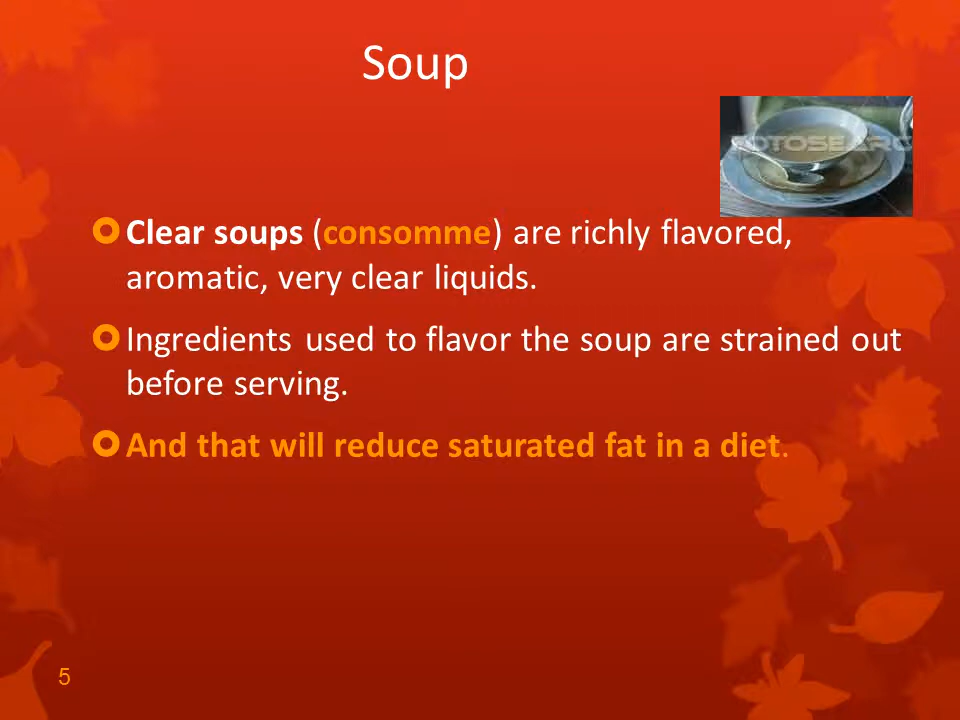 Soup
FOTOSEARC
Clear soups (consomme) are richly flavored,
aromatic, very clear liquids.
Ingredients used to flavor the soup are strained out
before serving.
And that will reduce saturated fat in a diet.
5